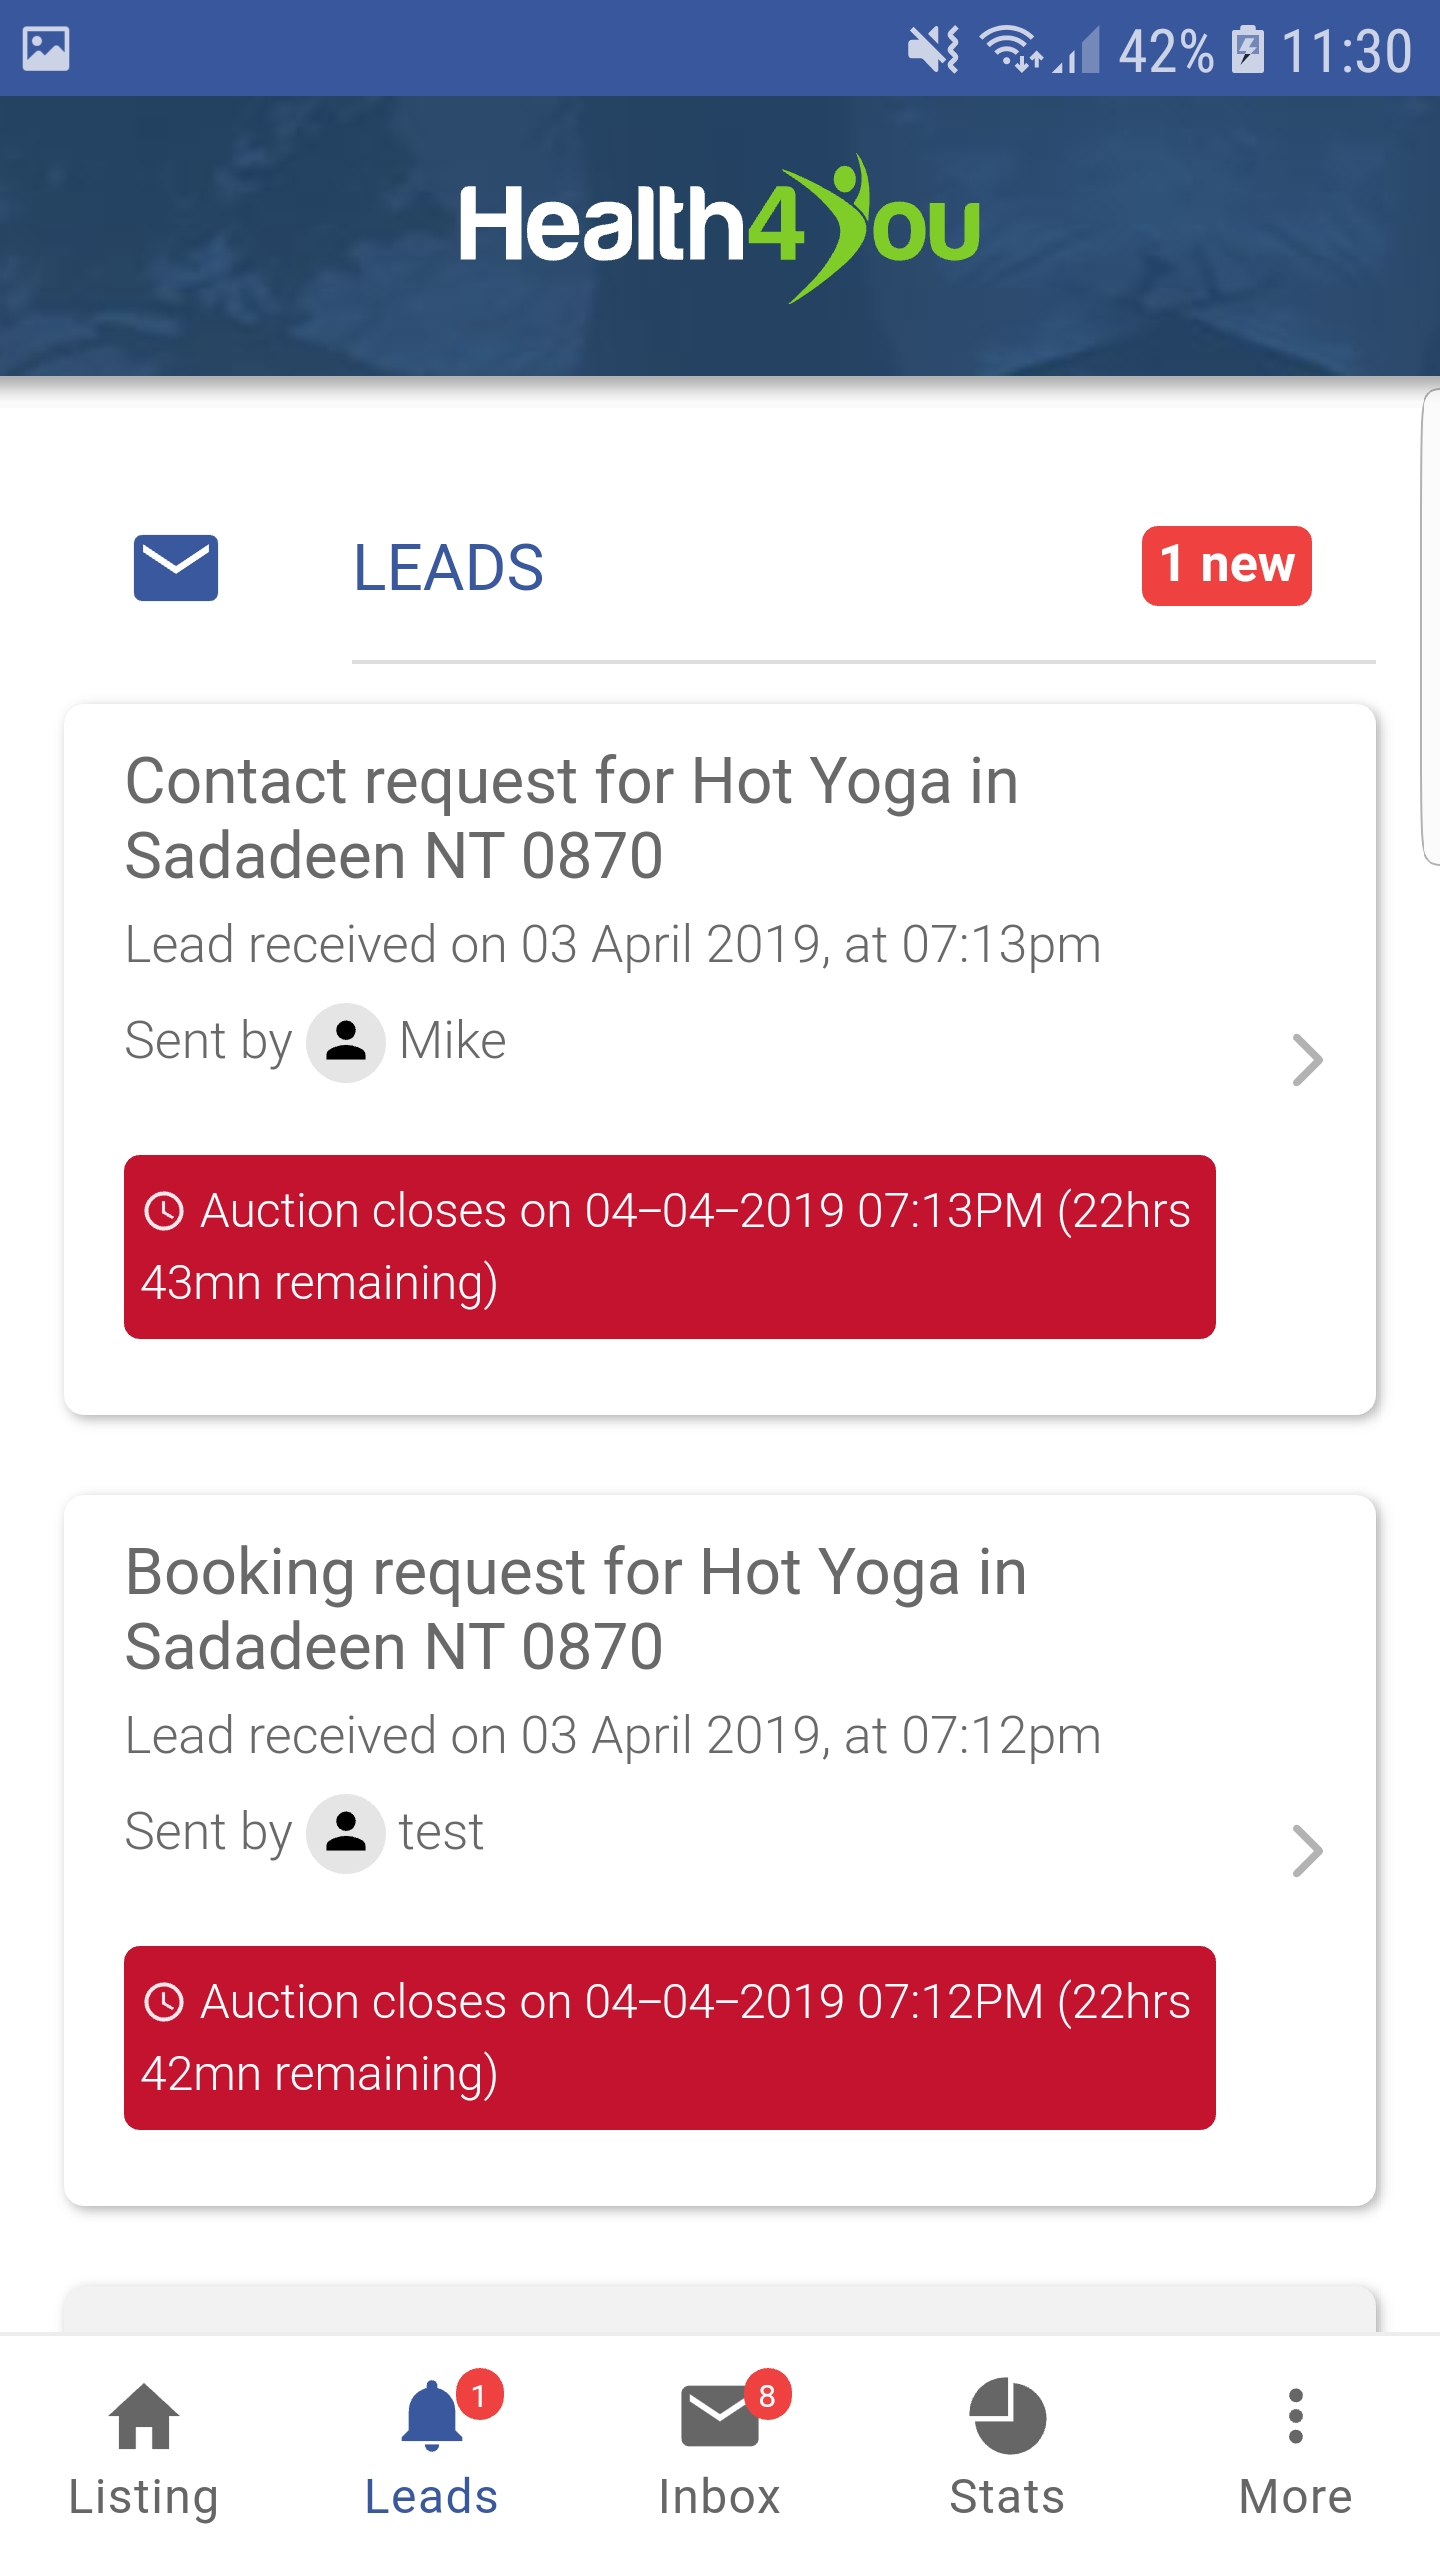 42% 11:30
Health4You
LEADS
1 new
Contact request for Hot Yoga in
Sadadeen NT 0870
Lead received on 03 April 2019, at 07:13pm
Sent by Mike
Auction closes on 04–04–2019 07:13PM (22hrs
43mn remaining)
Booking request for Hot Yoga in
Sadadeen NT 0870
Lead received on 03 April 2019, at 07:12pm
Sent by test
Auction closes on 04–04–2019 07:12PM (22hrs
42mn remaining)
1 8
Listing Leads Inbox Stats More